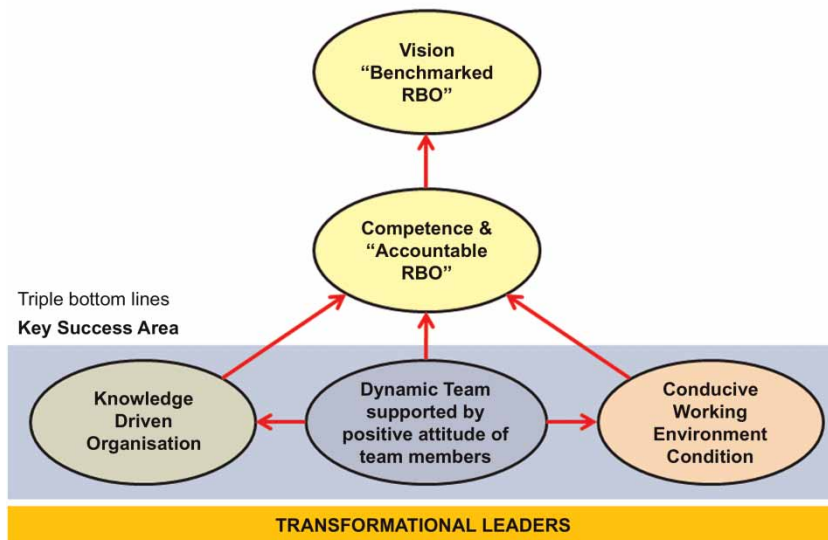 Vision
“Benchmarked
RBO”
Competence &
“Accountable
RBO”
Triple bottom lines
Key Success Area
Knowledge
Driven
Organisation
Dynamic Team
supported by
positive attitude of
team members
Conducive
Working
Environment
Condition
TRANSFORMATIONAL LEADERS